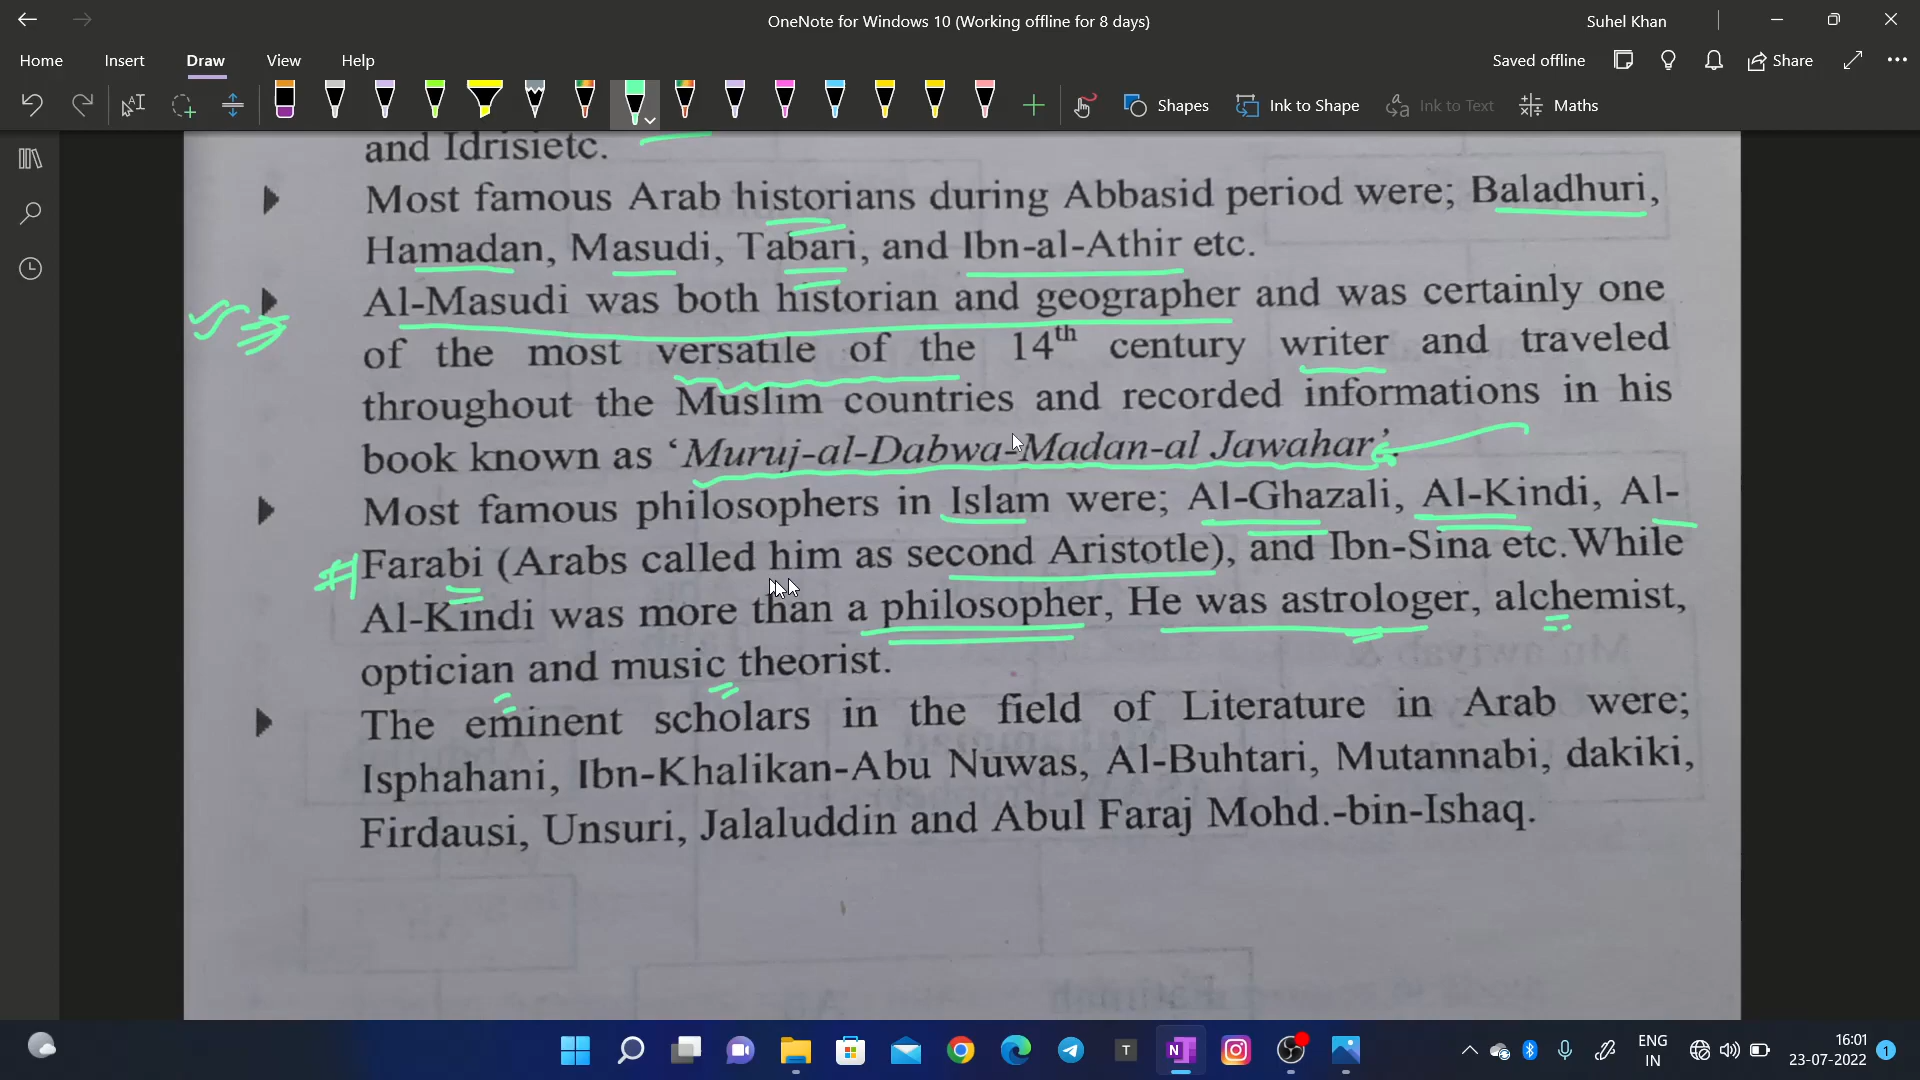 OneNote for Windows 10 (Working offline for 8 days)
Suhel Khan
Home Insert Draw View Help
Saved offline
Share
Shapes
Ink to Shape
Ink to Text
Maths
and Idrisietc.
Most famous Arab historians during Abbasid period were; Baladhuri,
Hamadan, Masudi, Tabari, and Ibn-al-Athir etc.
Al-Masudi was both historian and geographer and was certainly one
of the most versatile of the 14th century writer and traveled
throughout the Muslim countries and recorded informations in his
book known as ‘Muruj-al-Dabwa-Madan-al Jawahar’.
Most famous philosophers in Islam were; Al-Ghazali, Al-Kindi, Al-
Farabi (Arabs called him as second Aristotle), and Ibn-Sina etc.While
Al-Kindi was more than a philosopher, He was astrologer, alchemist,
optician and music theorist.
The eminent scholars in the field of Literature in Arab were;
Isphahani, Ibn-Khalikan-Abu Nuwas, Al-Buhtari, Mutannabi, dakiki,
Firdausi, Unsuri, Jalaluddin and Abul Faraj Mohd.-bin-Ishaq.
T
N
ENG
IN
16:01
23-07-2022
1